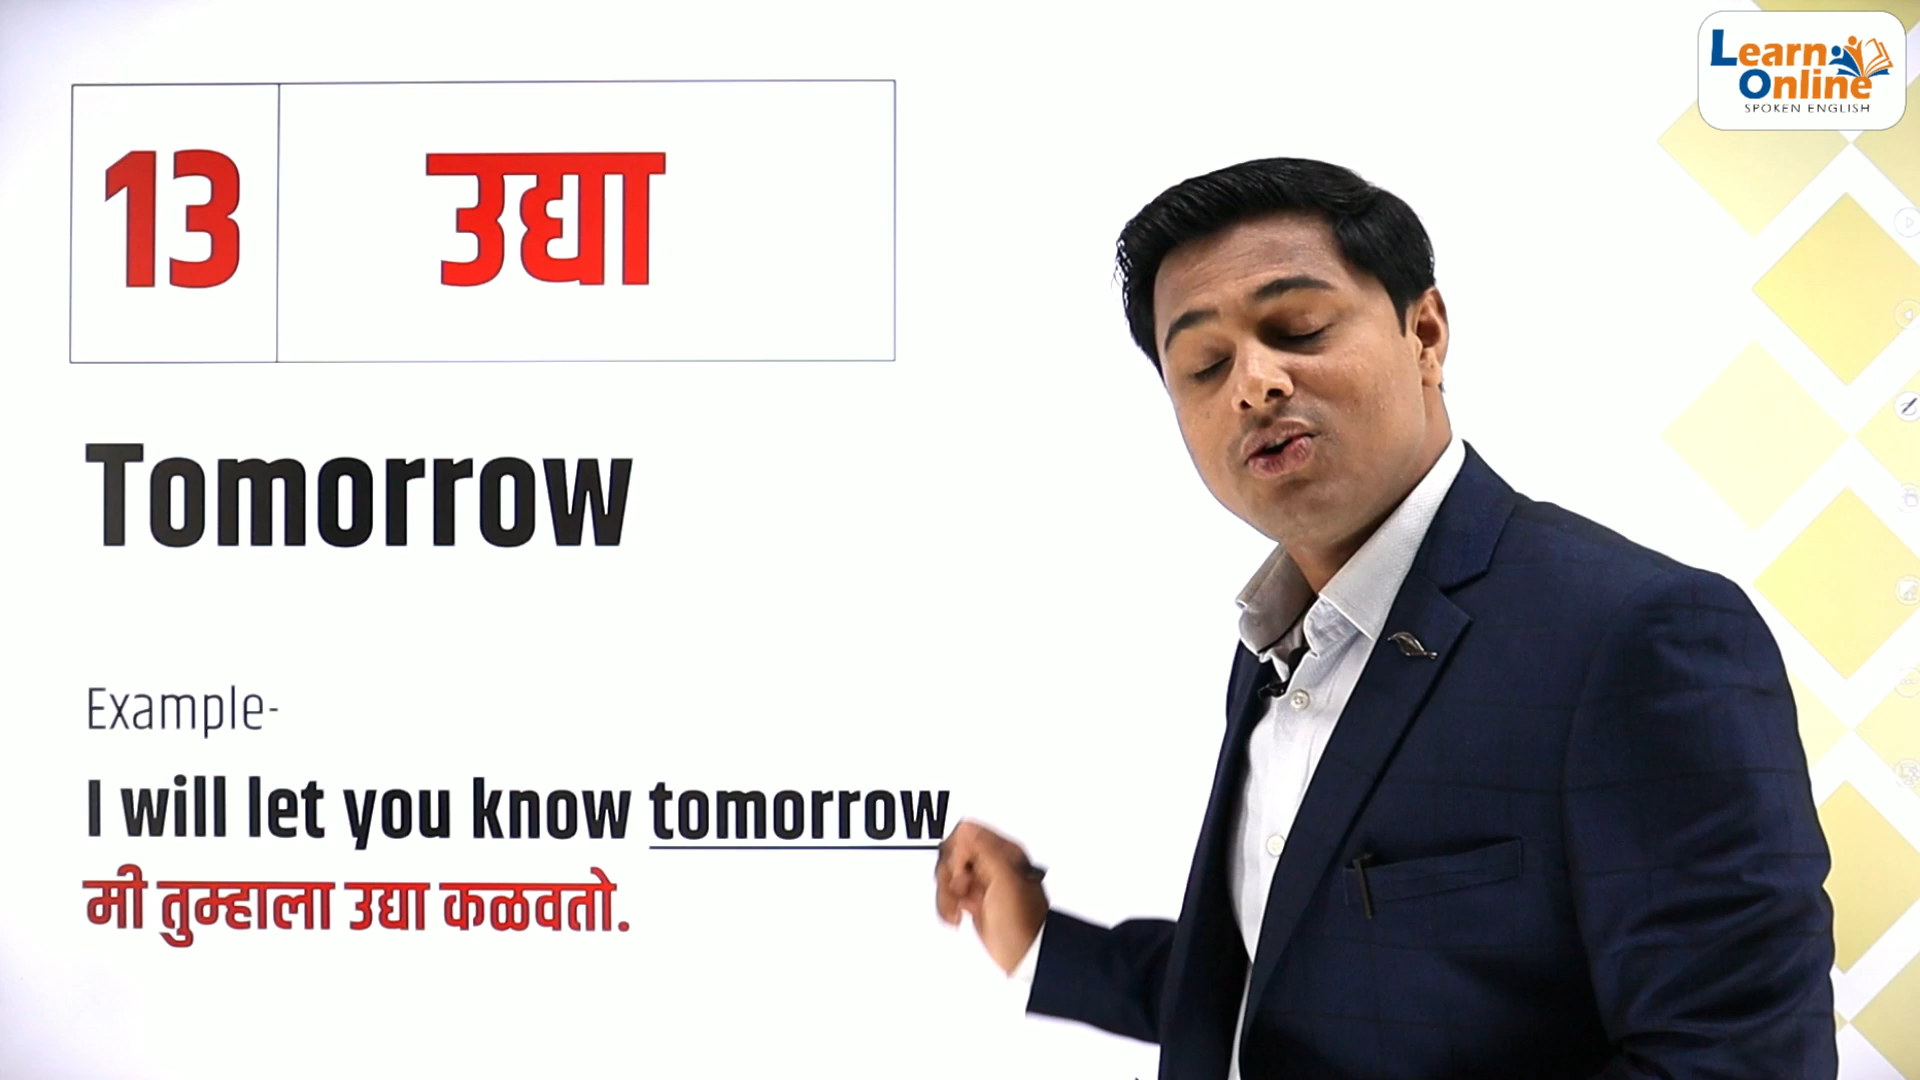 Learn
Online
SPOKEN ENGLISH
13 उद्या
Tomorrow
Example-
I will let you know tomorrow
मी तुम्हाला उद्या कळवतो.